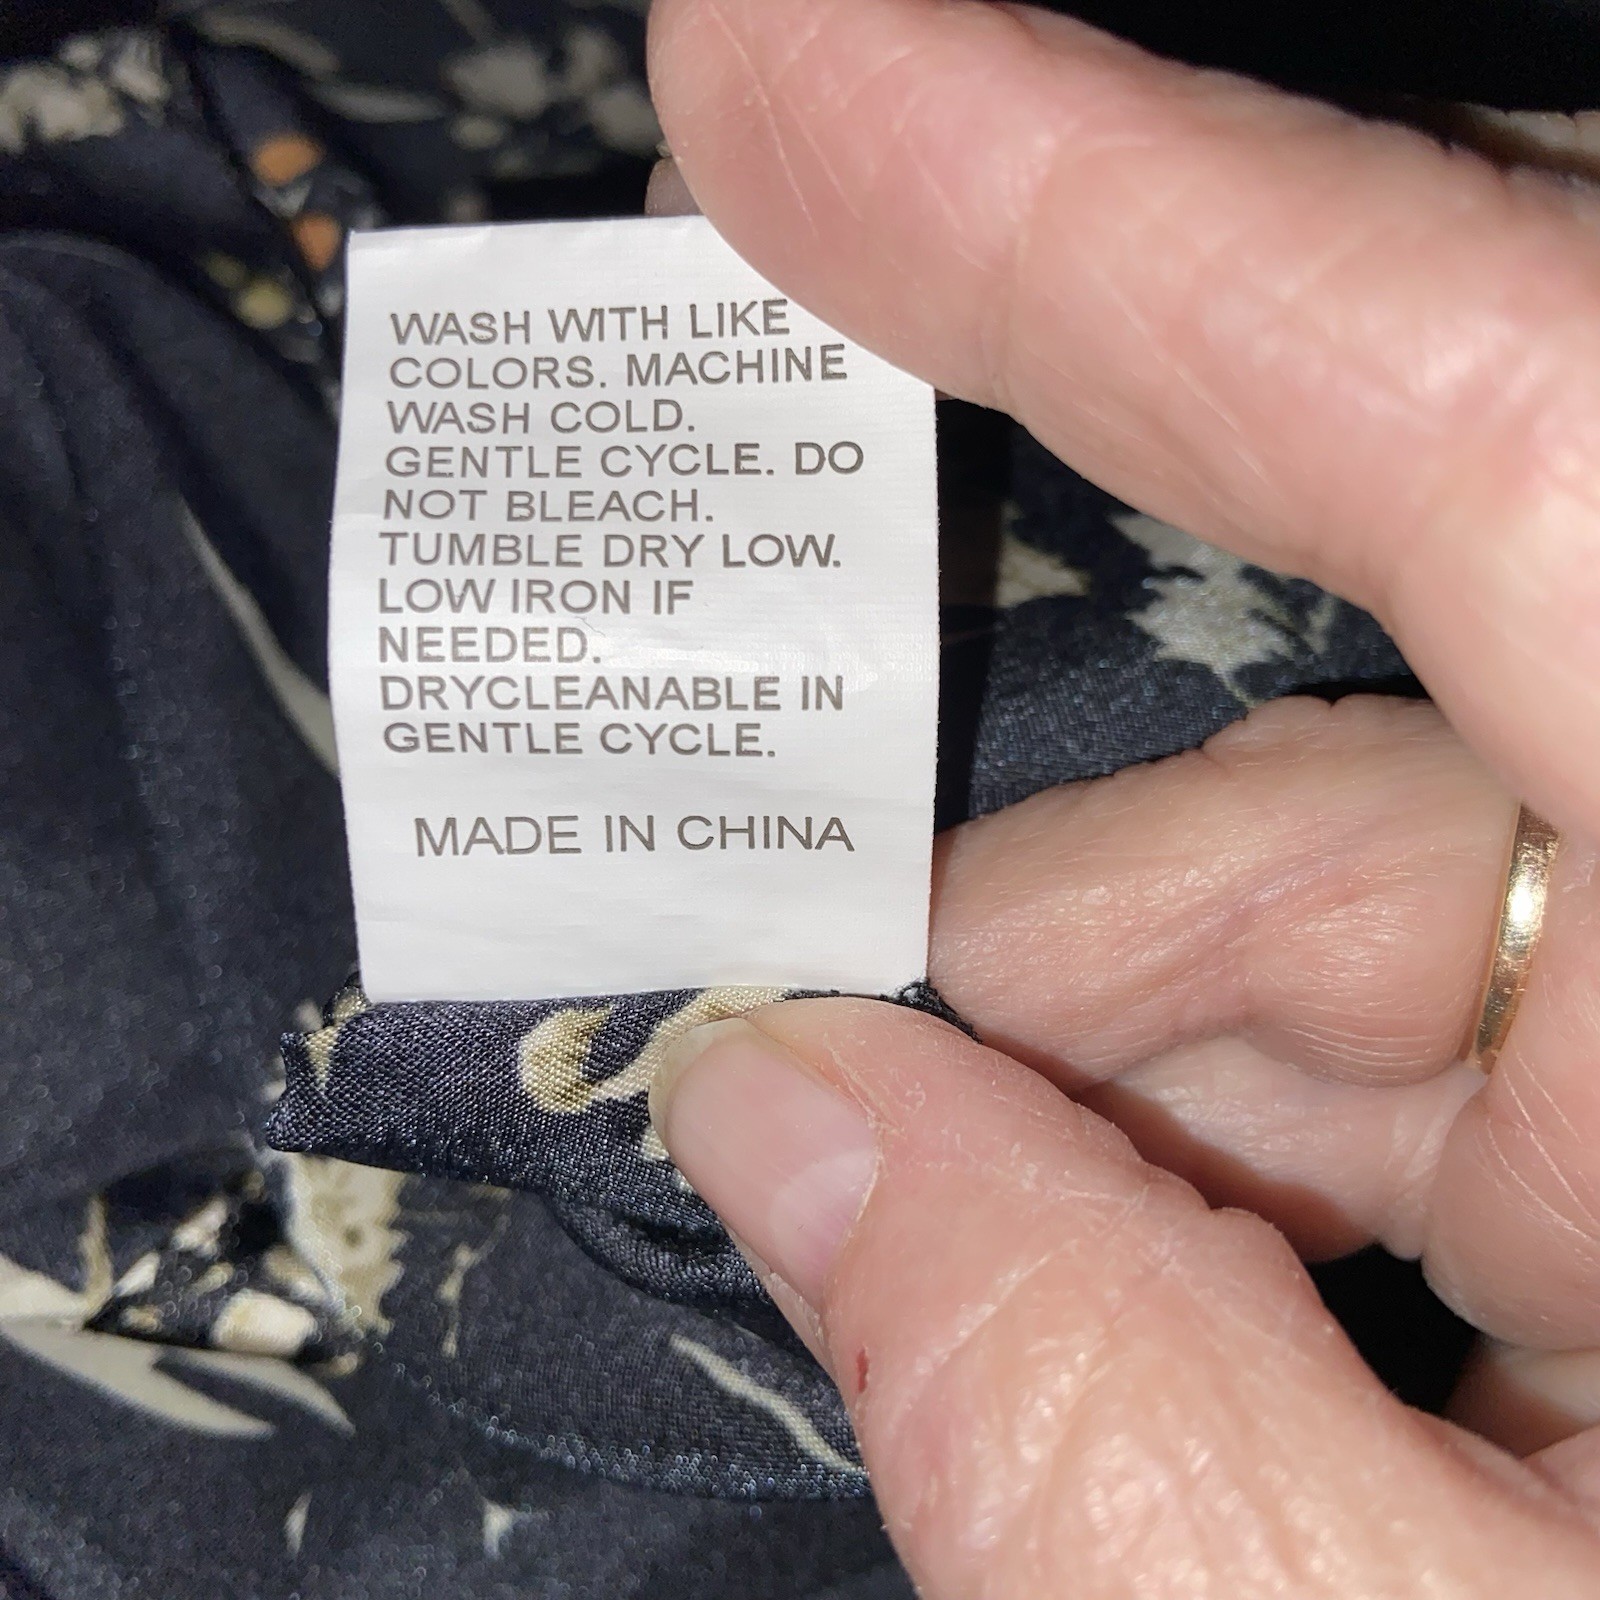 WASH WITH LIKE
COLORS. MACHINE
WASH COLD.
GENTLE CYCLE. DO
NOT BLEACH.
TUMBLE DRY LOW.
LOW IRON IF
NEEDED.
DRYCLEANABLE IN
GENTLE CYCLE.
MADE IN CHINA